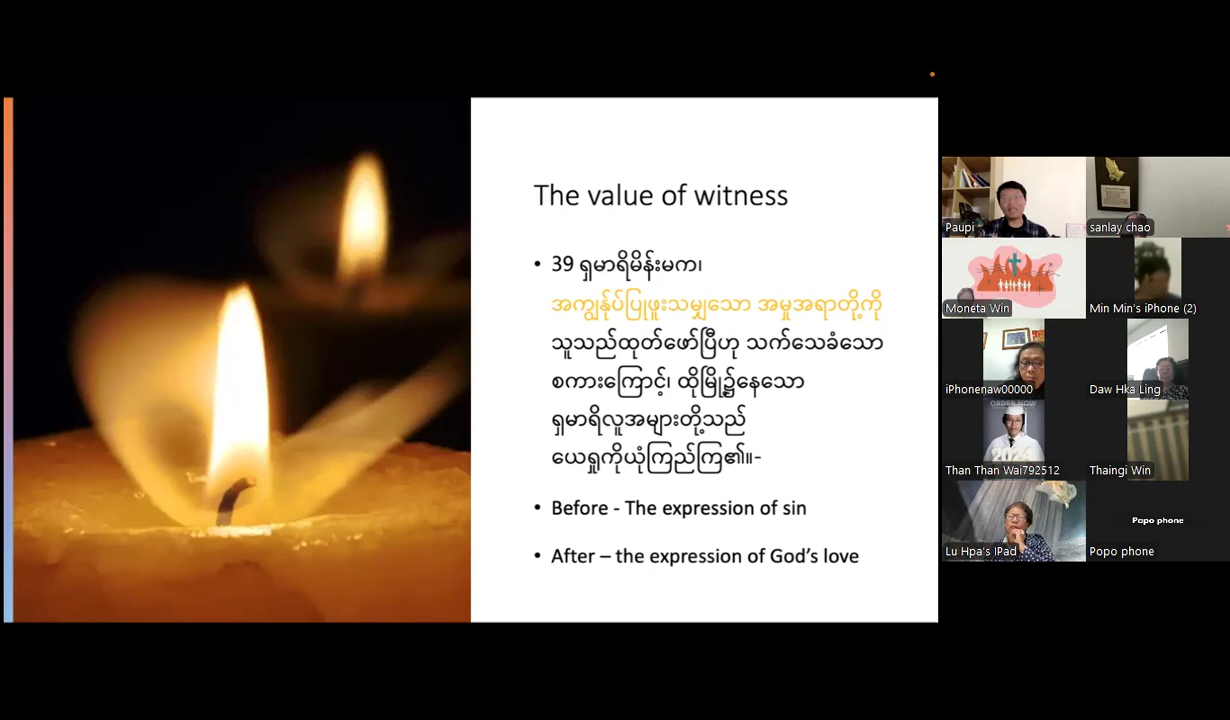 The value of witness
• 39 ရှမာရိမိန်းမက၊
အကျွန်ုပ်ပြုဖူးသမျှသော အမှုအရာတို့ကို
သူသည်ထုတ်ဖော်ပြီဟု သက်သေခံသော
စကားကြောင့်၊ ထိုမြို့၌နေသော
ရှမာရိလူအများတို့သည်
ယေရှုကိုယုံကြည်ကြ၏။-
• Before - The expression of sin
• After – the expression of God's love
Paupi
sanlay chao
Moneta Win
Min Min's iPhone (2)
iPhonenaw00000
Daw Hka Ling
ORDER NOW
2024
Than Than Wai792512
Thaingi Win
Lu Hpa's IPad
Popo phone
Popo phone